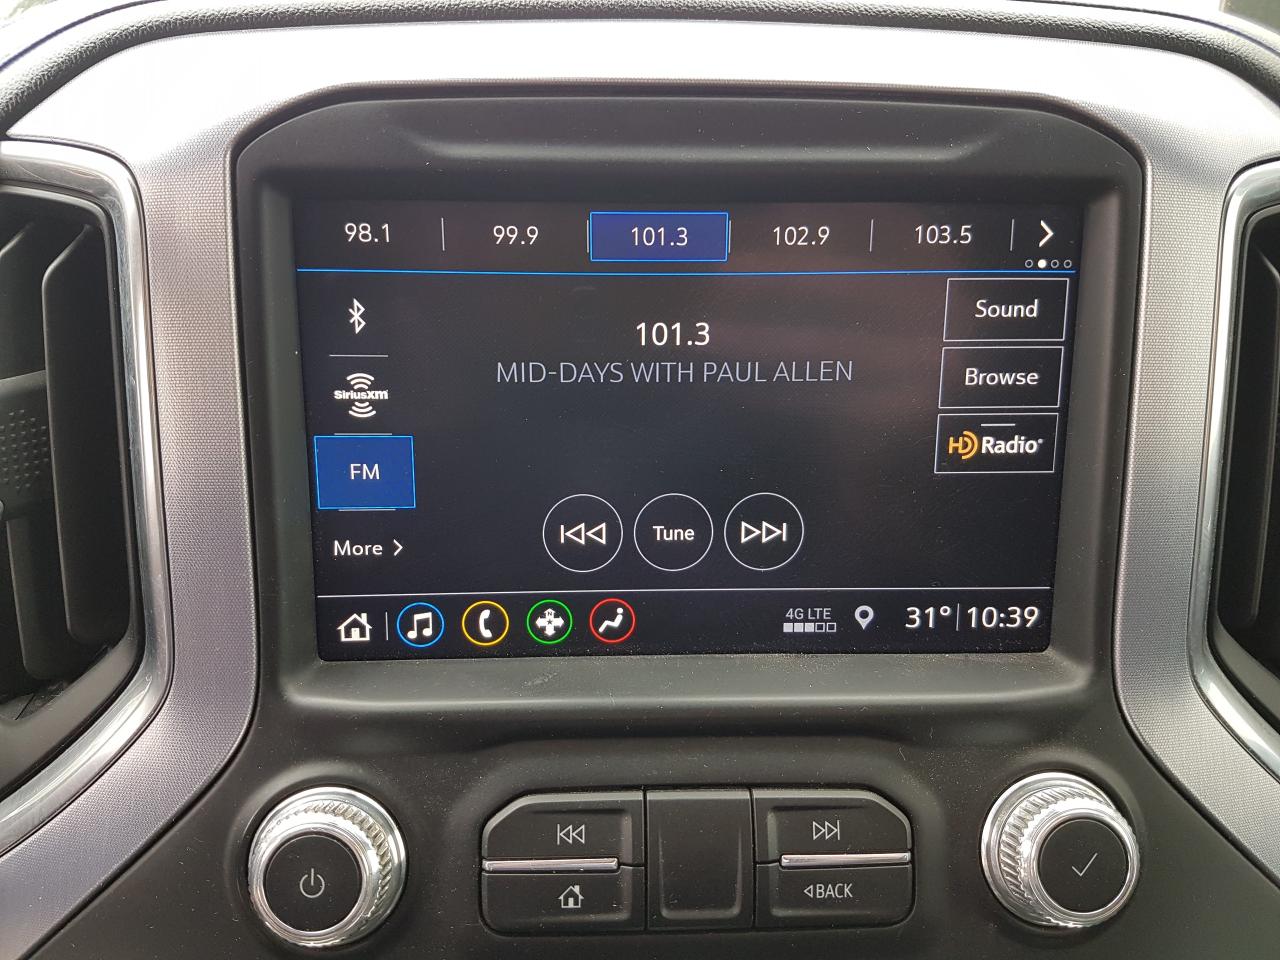 98.1
99.9
101.3
102.9
103.5
Sound
101.3
MID-DAYS WITH PAUL ALLEN
Browse
SiriusXM
HD Radio
FM
Tune
More
4G LTE
31° 10:39
BACK